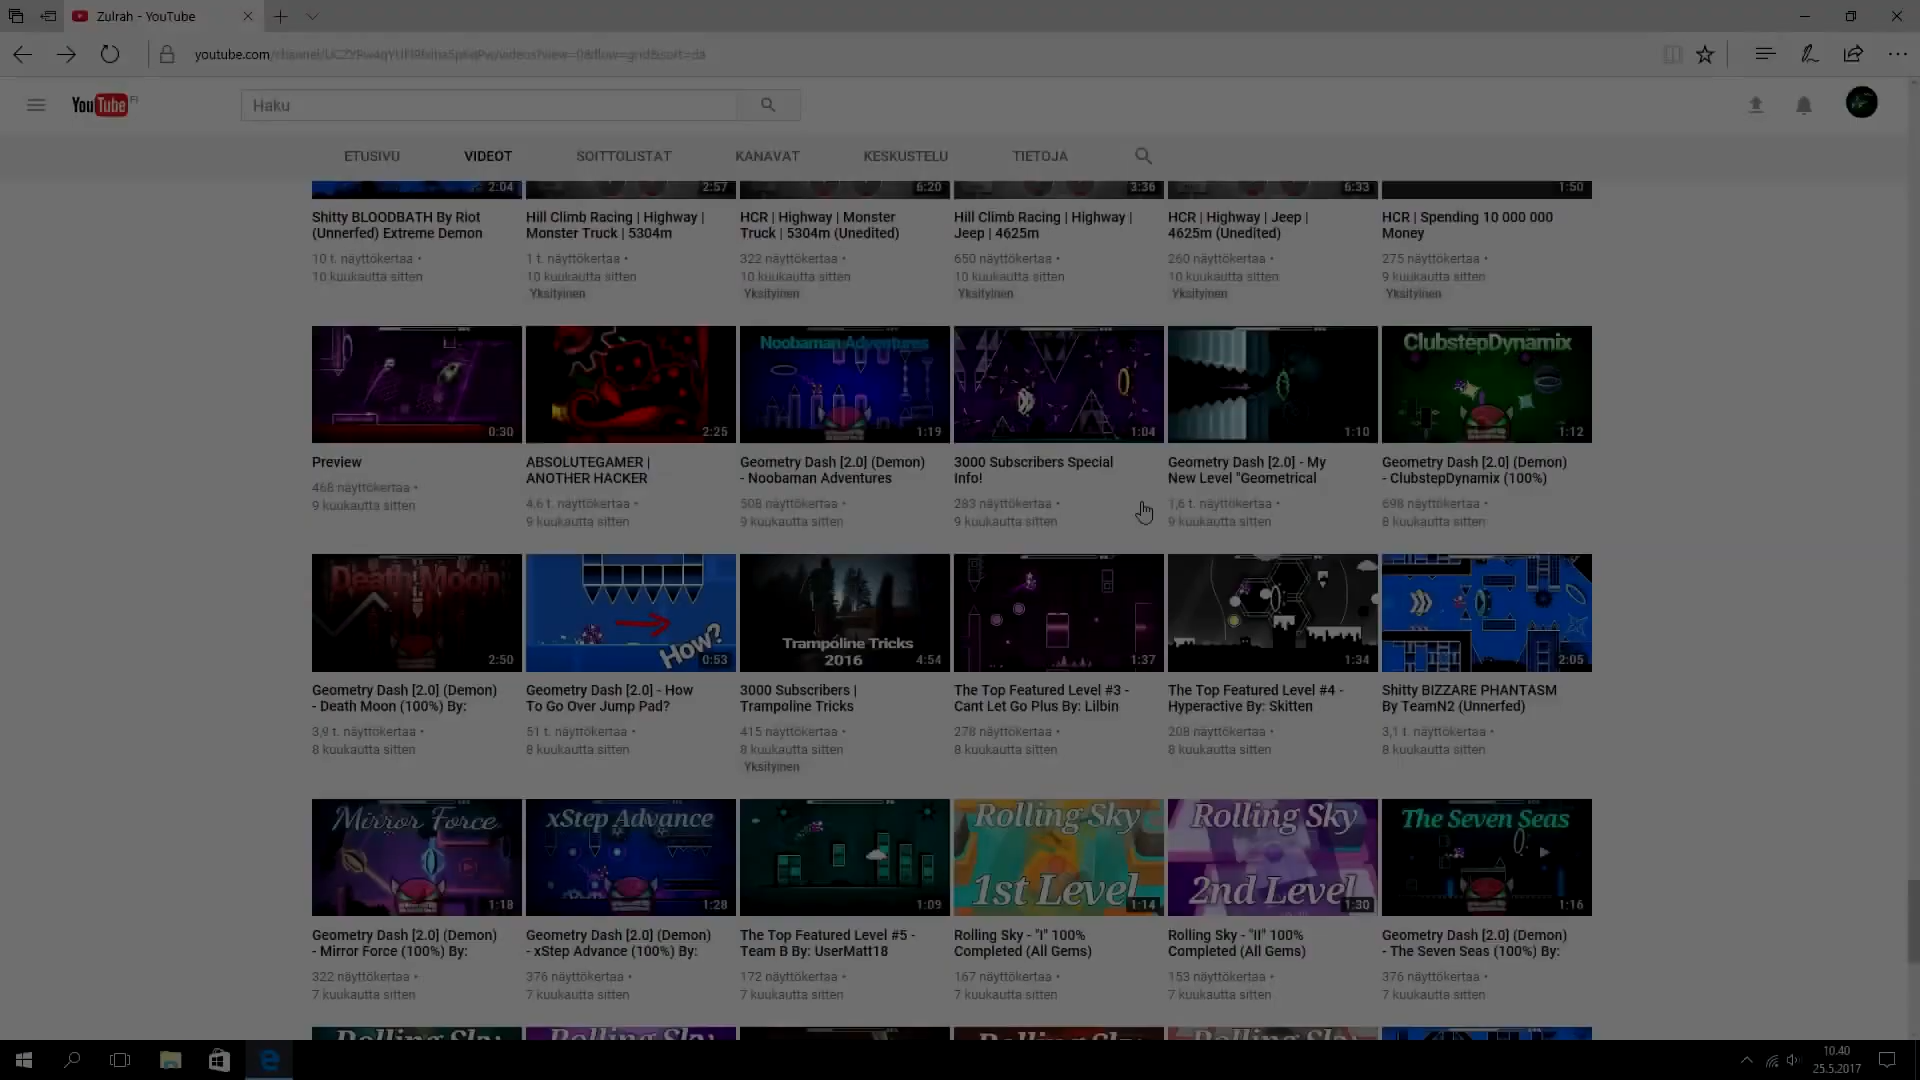 Zulrah - YouTube
youtube.com
YouTube FI
Haku
ETUSIVU VIDEOT SOITTOLISTAT KANAVAT KESKUSTELU TIETOJA
2:04 2:57 6:20 3:36 6:33 1:50
Shitty BLOODBATH By Riot
(Unnerfed) Extreme Demon
10 t. näyttökertaa •
10 kuukautta sitten
Hill Climb Racing | Highway |
Monster Truck | 5304m
1 t. näyttökertaa •
10 kuukautta sitten
Yksityinen
HCR | Highway | Monster
Truck | 5304m (Unedited)
322 näyttökertaa •
10 kuukautta sitten
Yksityinen
Hill Climb Racing | Highway |
Jeep | 4625m
650 näyttökertaa •
10 kuukautta sitten
Yksityinen
HCR | Highway | Jeep |
4625m (Unedited)
260 näyttökertaa •
10 kuukautta sitten
Yksityinen
HCR | Spending 10 000 000
Money
275 näyttökertaa •
9 kuukautta sitten
Yksityinen
0:30
Preview
468 näyttökertaa •
9 kuukautta sitten
2:25
ABSOLUTEGAMER |
ANOTHER HACKER
4,6 t. näyttökertaa •
9 kuukautta sitten
Noobaman Adventures
1:19
Geometry Dash [2.0] (Demon)
- Noobaman Adventures
508 näyttökertaa •
9 kuukautta sitten
1:04
3000 Subscribers Special
Info!
283 näyttökertaa •
9 kuukautta sitten
1:10
Geometry Dash [2.0] - My
New Level "Geometrical
1,6 t. näyttökertaa •
9 kuukautta sitten
ClubstepDynamix
1:12
Geometry Dash [2.0] (Demon)
- ClubstepDynamix (100%)
698 näyttökertaa •
8 kuukautta sitten
Death Moon
2:50
Geometry Dash [2.0] (Demon)
- Death Moon (100%) By:
3,9 t. näyttökertaa •
8 kuukautta sitten
How?
0:53
Geometry Dash [2.0] - How
To Go Over Jump Pad?
51 t. näyttökertaa •
8 kuukautta sitten
Trampoline Tricks
2016
4:54
3000 Subscribers |
Trampoline Tricks
415 näyttökertaa •
8 kuukautta sitten
Yksityinen
1:37
The Top Featured Level #3 -
Cant Let Go Plus By: Lilbin
278 näyttökertaa •
8 kuukautta sitten
1:34
The Top Featured Level #4 -
Hyperactive By: Skitten
208 näyttökertaa •
8 kuukautta sitten
2:05
Shitty BIZZARE PHANTASM
By TeamN2 (Unnerfed)
3,1 t. näyttökertaa •
8 kuukautta sitten
Mirror Force
1:18
Geometry Dash [2.0] (Demon)
- Mirror Force (100%) By:
322 näyttökertaa •
7 kuukautta sitten
xStep Advance
1:28
Geometry Dash [2.0] (Demon)
- xStep Advance (100%) By:
376 näyttökertaa •
7 kuukautta sitten
1:09
The Top Featured Level #5 -
Team B By: UserMatt18
172 näyttökertaa •
7 kuukautta sitten
Rolling Sky
1st Level
1:14
Rolling Sky - "I" 100%
Completed (All Gems)
167 näyttökertaa •
7 kuukautta sitten
Rolling Sky
2nd Level
1:30
Rolling Sky - "II" 100%
Completed (All Gems)
153 näyttökertaa •
7 kuukautta sitten
The Seven Seas
1:16
Geometry Dash [2.0] (Demon)
- The Seven Seas (100%) By:
376 näyttökertaa •
7 kuukautta sitten
Rolling Sky Rolling Sky Rolling Sky Rolling Sky
10.40
25.5.2017